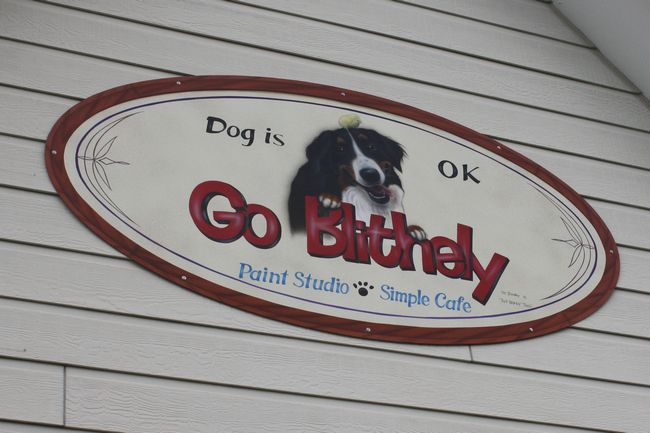 Dog is OK
Go Blithely
Paint Studio Simple Cafe